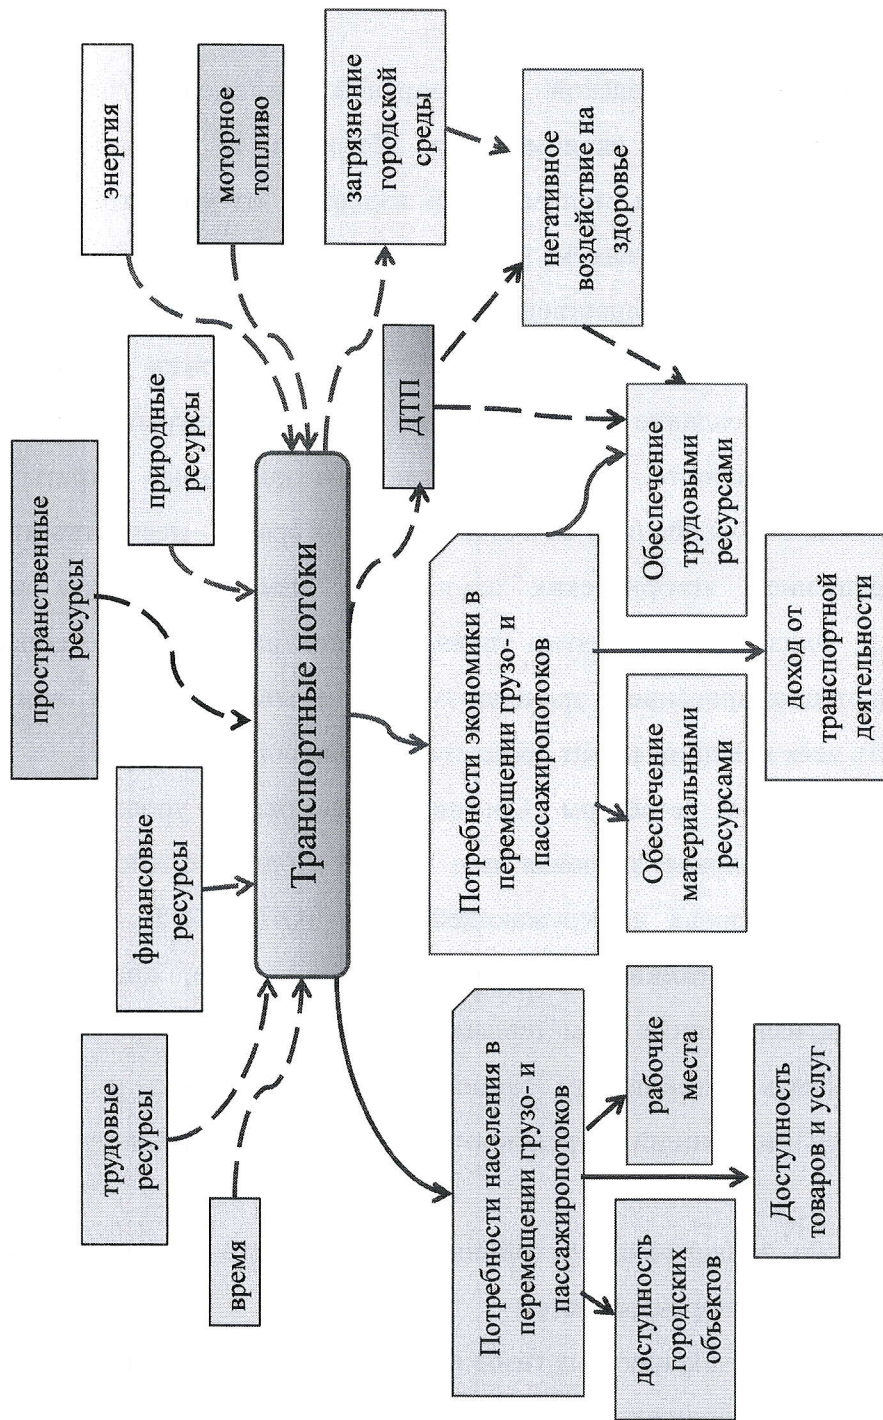 время
трудовые
ресурсы
финансовые
ресурсы
пространственные
ресурсы
природные
ресурсы
энергия
моторное
топливо
Транспортные потоки
ДТП
загрязнение
городской
среды
Потребности населения в
перемещении грузо- и
пассажиропотоков
Потребности экономики в
перемещении грузо- и
пассажиропотоков
негативное
воздействие на
здоровье
доступность
городских
объектов
рабочие
места
Обеспечение
материальными
ресурсами
Обеспечение
трудовыми
ресурсами
Доступность
товаров и услуг
доход от
транспортной
деятельности